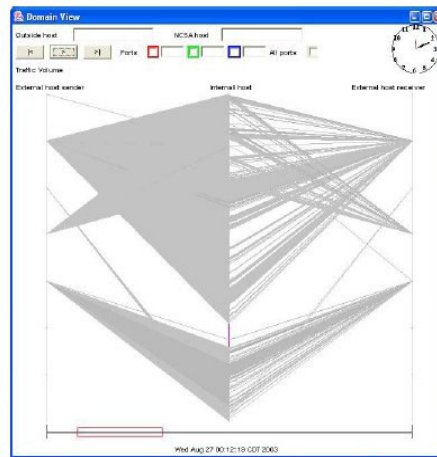 Domain View
Outside host NCSA host
Ports All ports
Traffic Volume
External host sender Internal host External host receiver
Wed Aug 27 00:12:19 CDT 2003